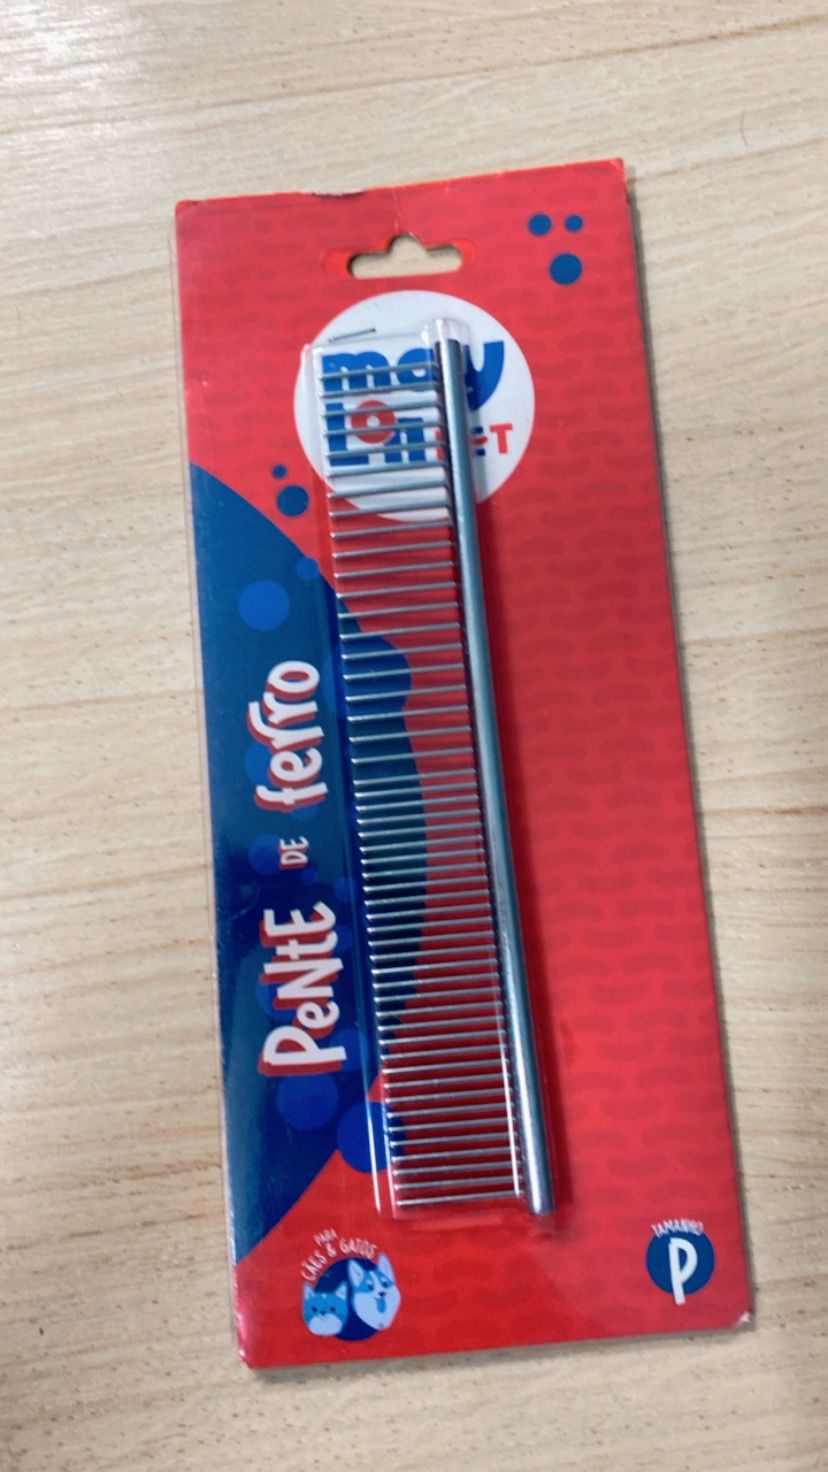 PeNtE DE ferro
PARA
CÃES & GATOS
TAMANHO
P